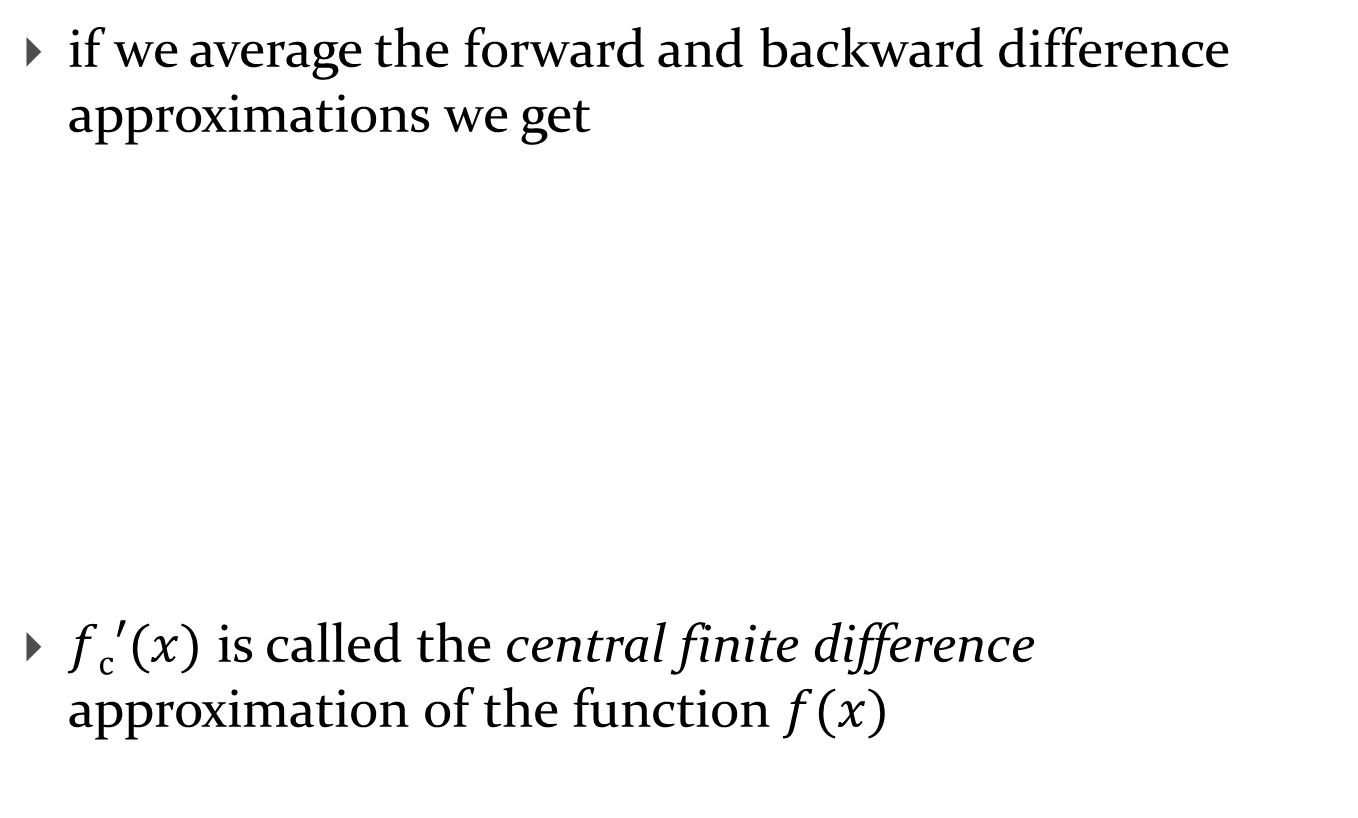 if we average the forward and backward difference
approximations we get
f_c′(x) is called the central finite difference
approximation of the function f(x)